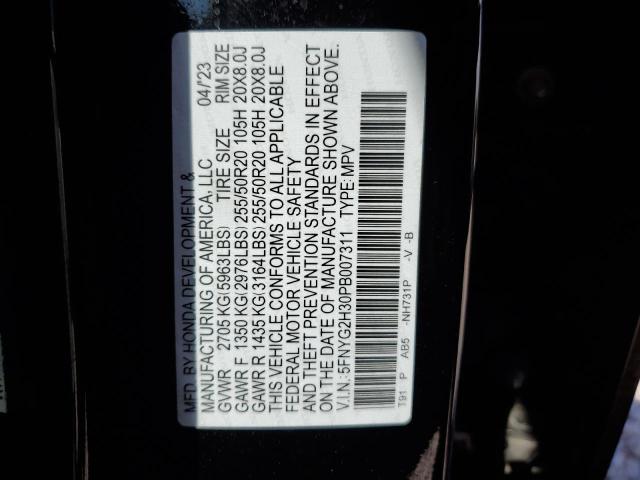 MFD. BY HONDA DEVELOPMENT &
MANUFACTURING OF AMERICA, LLC 04/'23
GVWR 2705 KG(5963LBS) TIRE SIZE RIM SIZE
GAWR F 1350 KG(2976LBS) 255/50R20 105H 20X8.0J
GAWR R 1435 KG(3164LBS) 255/50R20 105H 20X8.0J
THIS VEHICLE CONFORMS TO ALL APPLICABLE
FEDERAL MOTOR VEHICLE SAFETY
AND THEFT PREVENTION STANDARDS IN EFFECT
ON THE DATE OF MANUFACTURE SHOWN ABOVE.
V.I.N.:5FNYG2H30PB007311 TYPE:MPV
T91 P AB5 -NH731P -V -B